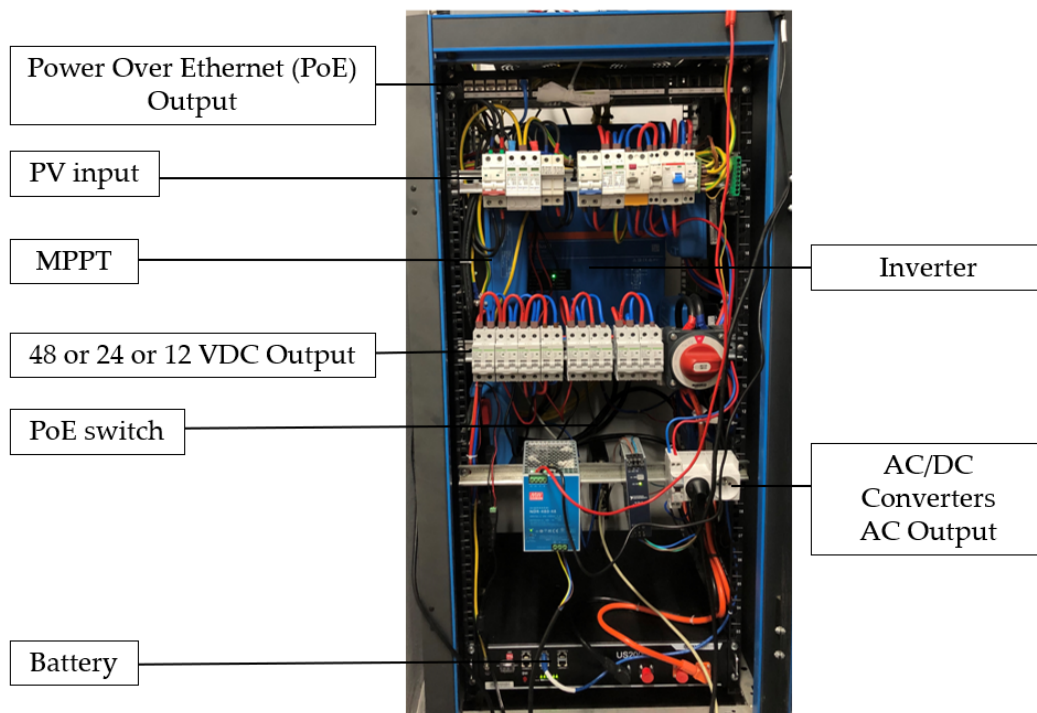 Power Over Ethernet (PoE)
Output
PV input
MPPT
Inverter
48 or 24 or 12 VDC Output
PoE switch
AC/DC
Converters
AC Output
Battery